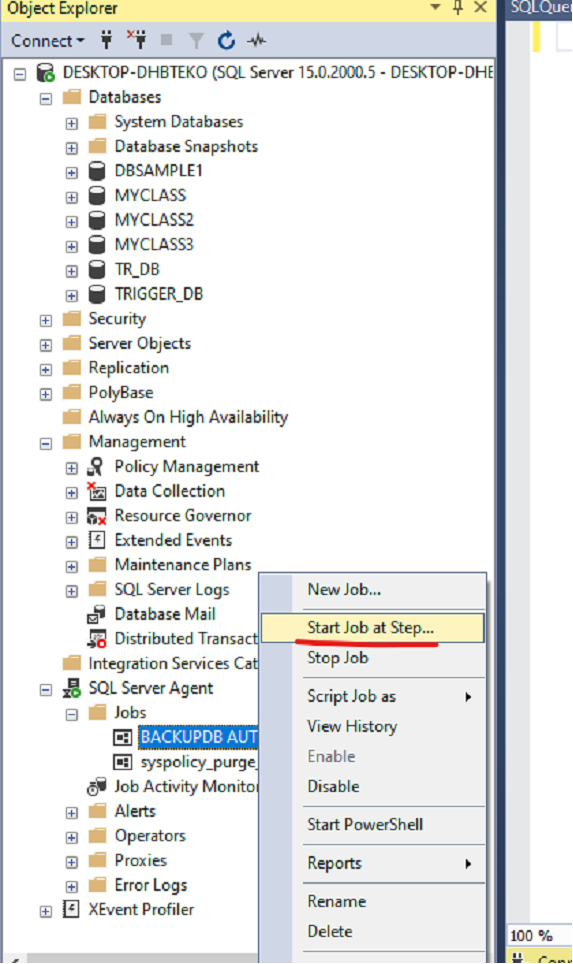 Object Explorer
SQLQuer
Connect
DESKTOP-DHBTEKO (SQL Server 15.0.2000.5 - DESKTOP-DHB
Databases
System Databases
Database Snapshots
DBSAMPLE1
MYCLASS
MYCLASS2
MYCLASS3
TR_DB
TRIGGER_DB
Security
Server Objects
Replication
PolyBase
Always On High Availability
Management
Policy Management
Data Collection
Resource Governor
Extended Events
Maintenance Plans
SQL Server Logs
Database Mail
Distributed Transact
Integration Services Cat
SQL Server Agent
Jobs
BACKUPDB AUT
syspolicy_purge_
Job Activity Monitor
Alerts
Operators
Proxies
Error Logs
XEvent Profiler
New Job...
Start Job at Step...
Stop Job
Script Job as
View History
Enable
Disable
Start PowerShell
Reports
Rename
Delete
100 %
Conn